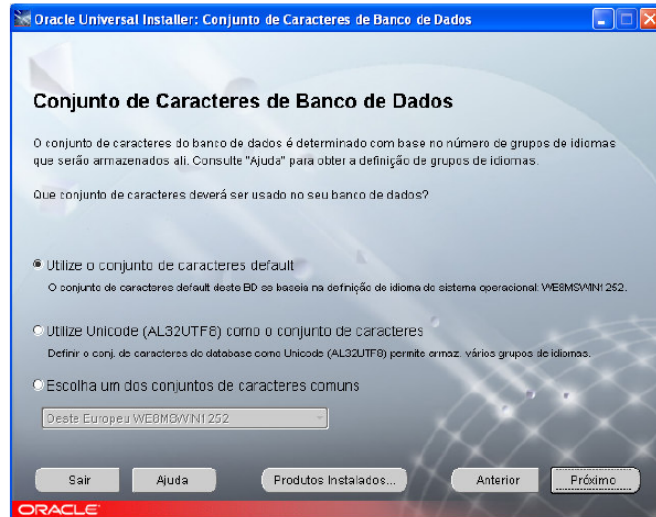 Oracle Universal Installer: Conjunto de Caracteres de Banco de Dados
Conjunto de Caracteres de Banco de Dados
O conjunto de caracteres do banco de dados é determinado com base no número de grupos de idiomas
que serão armazenados ali. Consulte "Ajuda" para obter a definição de grupos de idiomas.
Que conjunto de caracteres deverá ser usado no seu banco de dados?
Utilize o conjunto de caracteres default
O conjunto de caracteres default deste BD se baseia na definição de idioma do sistema operacional: WE8MSWIN1252.
Utilize Unicode (AL32UTF8) como o conjunto de caracteres
Definir o conj. de caracteres do database como Unicode (AL32UTF8) permite armaz. vários grupos de idiomas.
Escolha um dos conjuntos de caracteres comuns
Oeste Europeu WE8MSWIN1252
Sair Ajuda Produtos Instalados... Anterior Próximo
ORACLE